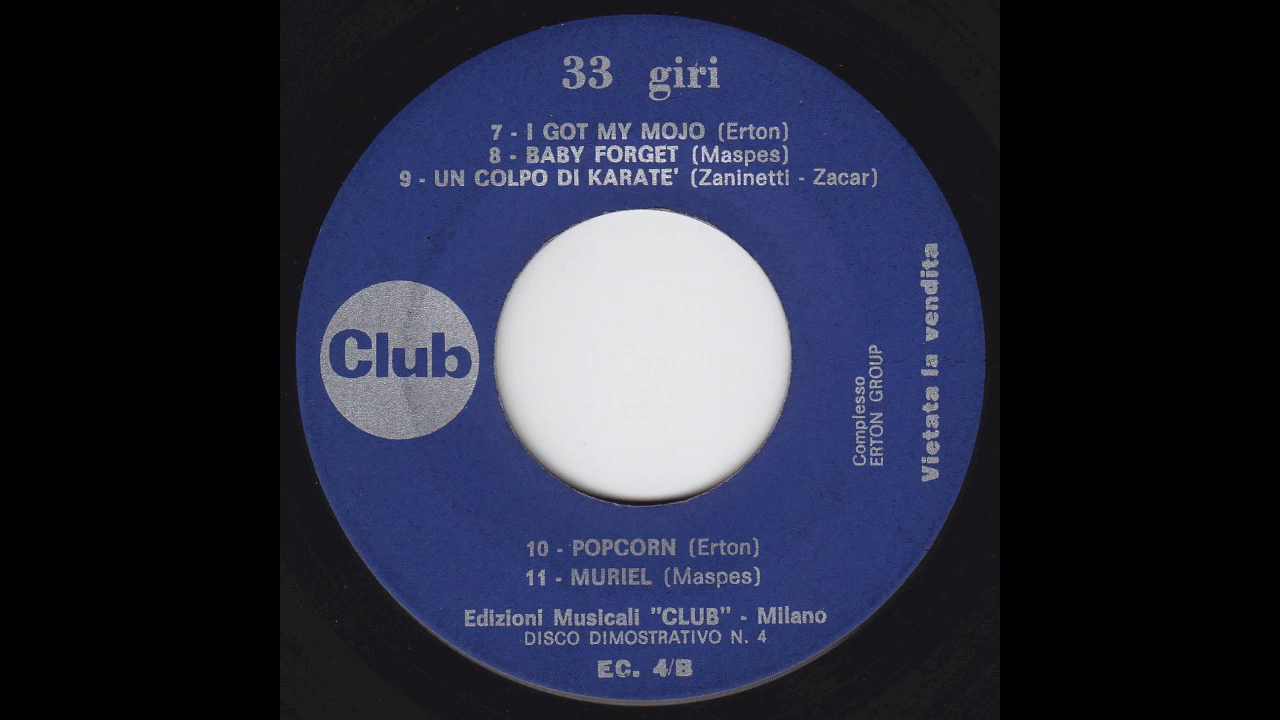 33 giri
7 - I GOT MY MOJO (Erton)
8 - BABY FORGET (Maspes)
9 - UN COLPO DI KARATE' (Zaninetti - Zacar)
Club
Complesso
ERTON GROUP
Vietata la vendita
10 - POPCORN (Erton)
11 - MURIEL (Maspes)
Edizioni Musicali "CLUB" - Milano
DISCO DIMOSTRATIVO N. 4
EC. 4/B